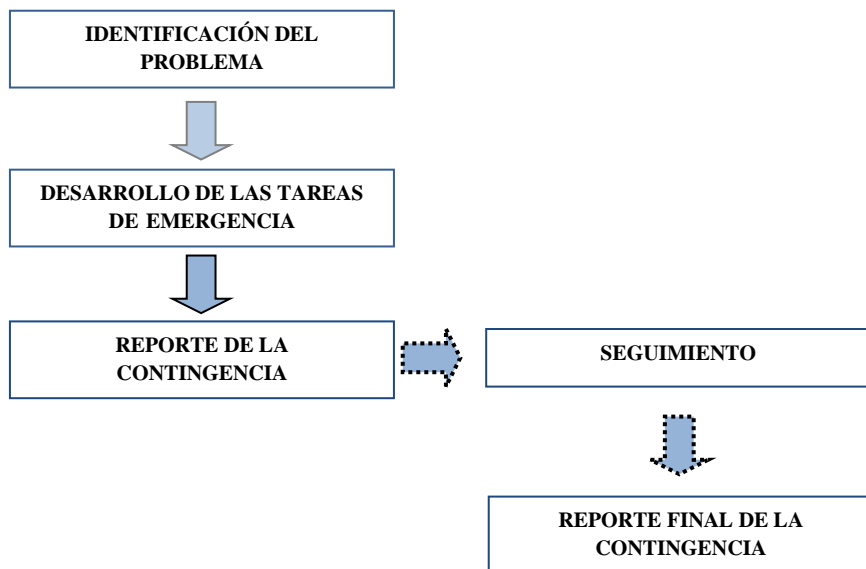 IDENTIFICACIÓN DEL
PROBLEMA
DESARROLLO DE LAS TAREAS
DE EMERGENCIA
REPORTE DE LA
CONTINGENCIA
SEGUIMIENTO
REPORTE FINAL DE LA
CONTINGENCIA